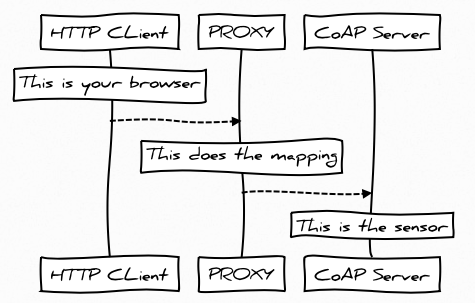 HTTP CLient
PROXY
CoAP Server
This is your browser
This does the mapping
This is the sensor
HTTP CLient
PROXY
CoAP Server